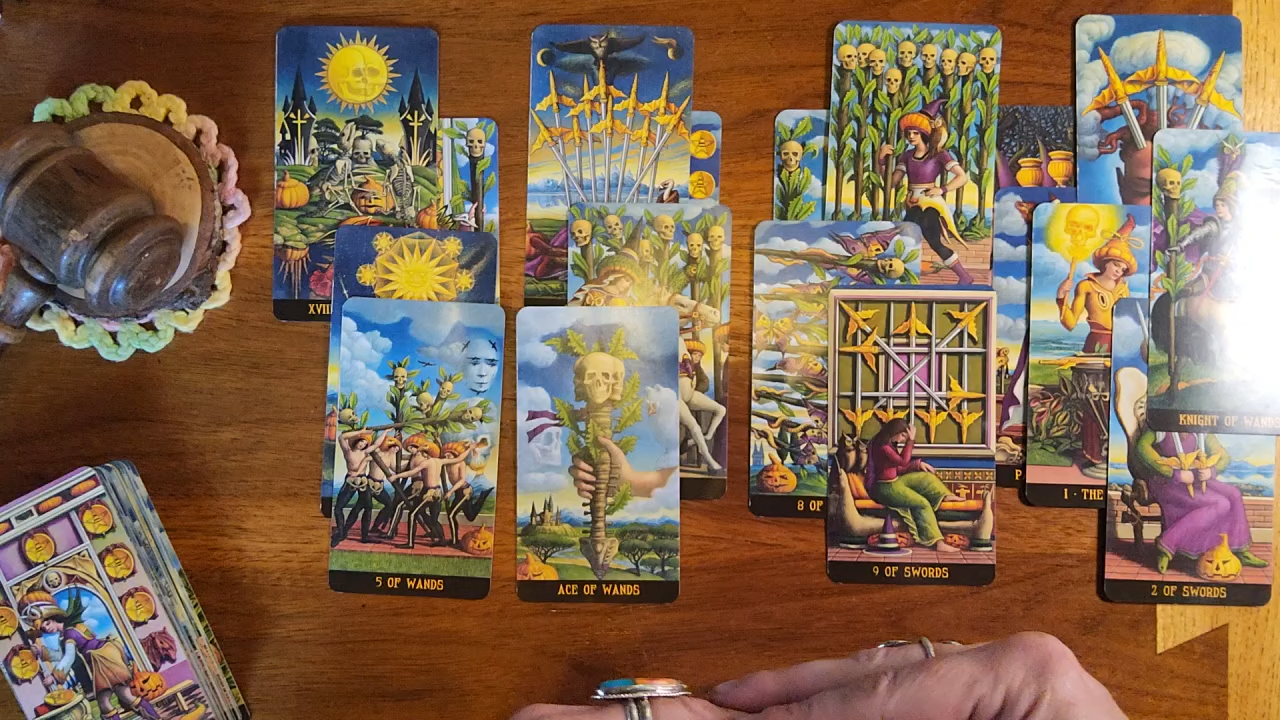 XVIII
KNIGHT OF WANDS
I · THE
8 OF
P
5 OF WANDS
ACE OF WANDS
9 OF SWORDS
2 OF SWORDS